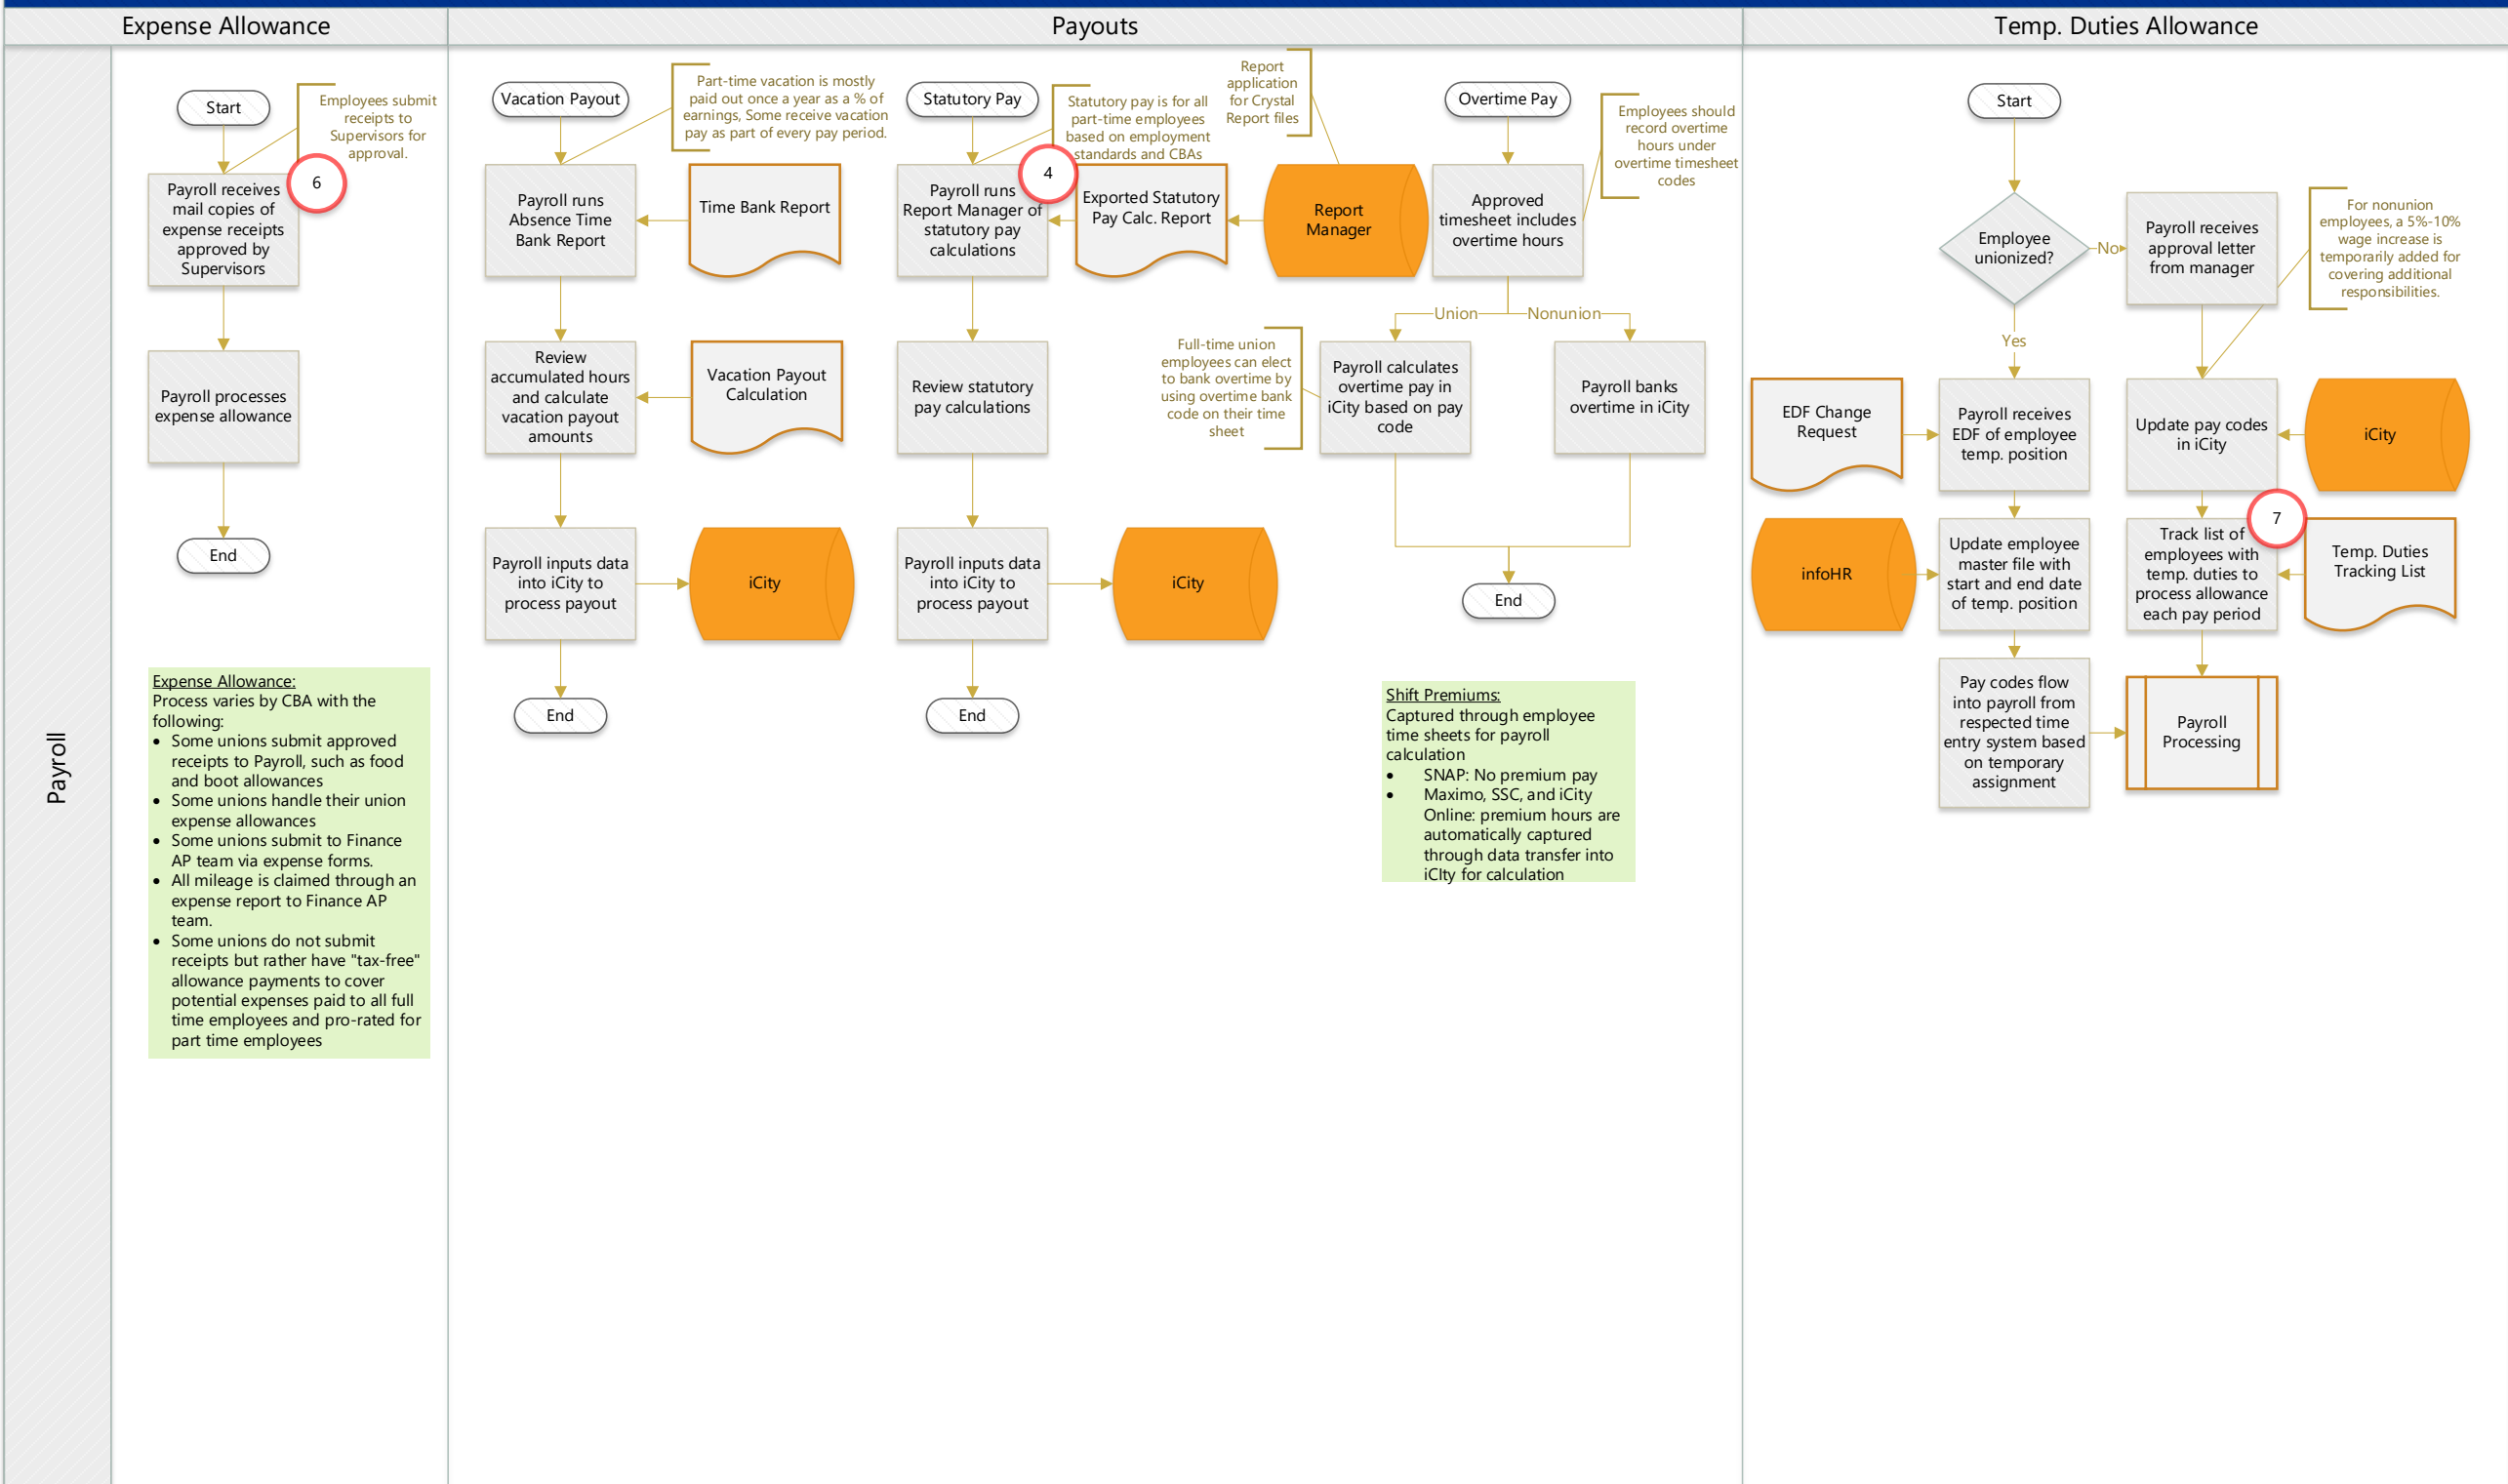 Expense Allowance
Payouts
Temp. Duties Allowance
Payroll
Start
Employees submit
receipts to
Supervisors for
approval.
6
Payroll receives
mail copies of
expense receipts
approved by
Supervisors
Payroll processes
expense allowance
End
Expense Allowance:
Process varies by CBA with the
following:
• Some unions submit approved
receipts to Payroll, such as food
and boot allowances
• Some unions handle their union
expense allowances
• Some unions submit to Finance
AP team via expense forms.
• All mileage is claimed through an
expense report to Finance AP
team.
• Some unions do not submit
receipts but rather have "tax-free"
allowance payments to cover
potential expenses paid to all full
time employees and pro-rated for
part time employees
Vacation Payout
Part-time vacation is mostly
paid out once a year as a % of
earnings, Some receive vacation
pay as part of every pay period.
Payroll runs
Absence Time
Bank Report
Time Bank Report
Review
accumulated hours
and calculate
vacation payout
amounts
Vacation Payout
Calculation
Payroll inputs data
into iCity to
process payout
iCity
End
Statutory Pay
Statutory pay is for all
part-time employees
based on employment
standards and CBAs
4
Payroll runs
Report Manager of
statutory pay
calculations
Exported Statutory
Pay Calc. Report
Report
application
for Crystal
Report files
Report
Manager
Review statutory
pay calculations
Payroll inputs data
into iCity to
process payout
iCity
End
Overtime Pay
Employees should
record overtime
hours under
overtime timesheet
codes
Approved
timesheet includes
overtime hours
Union
Nonunion
Full-time union
employees can elect
to bank overtime by
using overtime bank
code on their time
sheet
Payroll calculates
overtime pay in
iCity based on pay
code
Payroll banks
overtime in iCity
End
Shift Premiums:
Captured through employee
time sheets for payroll
calculation
• SNAP: No premium pay
• Maximo, SSC, and iCity
Online: premium hours are
automatically captured
through data transfer into
iCIty for calculation
Start
Employee
unionized?
No
Yes
Payroll receives
approval letter
from manager
For nonunion
employees, a 5%-10%
wage increase is
temporarily added for
covering additional
responsibilities.
EDF Change
Request
Payroll receives
EDF of employee
temp. position
Update pay codes
in iCity
iCity
infoHR
Update employee
master file with
start and end date
of temp. position
7
Track list of
employees with
temp. duties to
process allowance
each pay period
Temp. Duties
Tracking List
Pay codes flow
into payroll from
respected time
entry system based
on temporary
assignment
Payroll
Processing